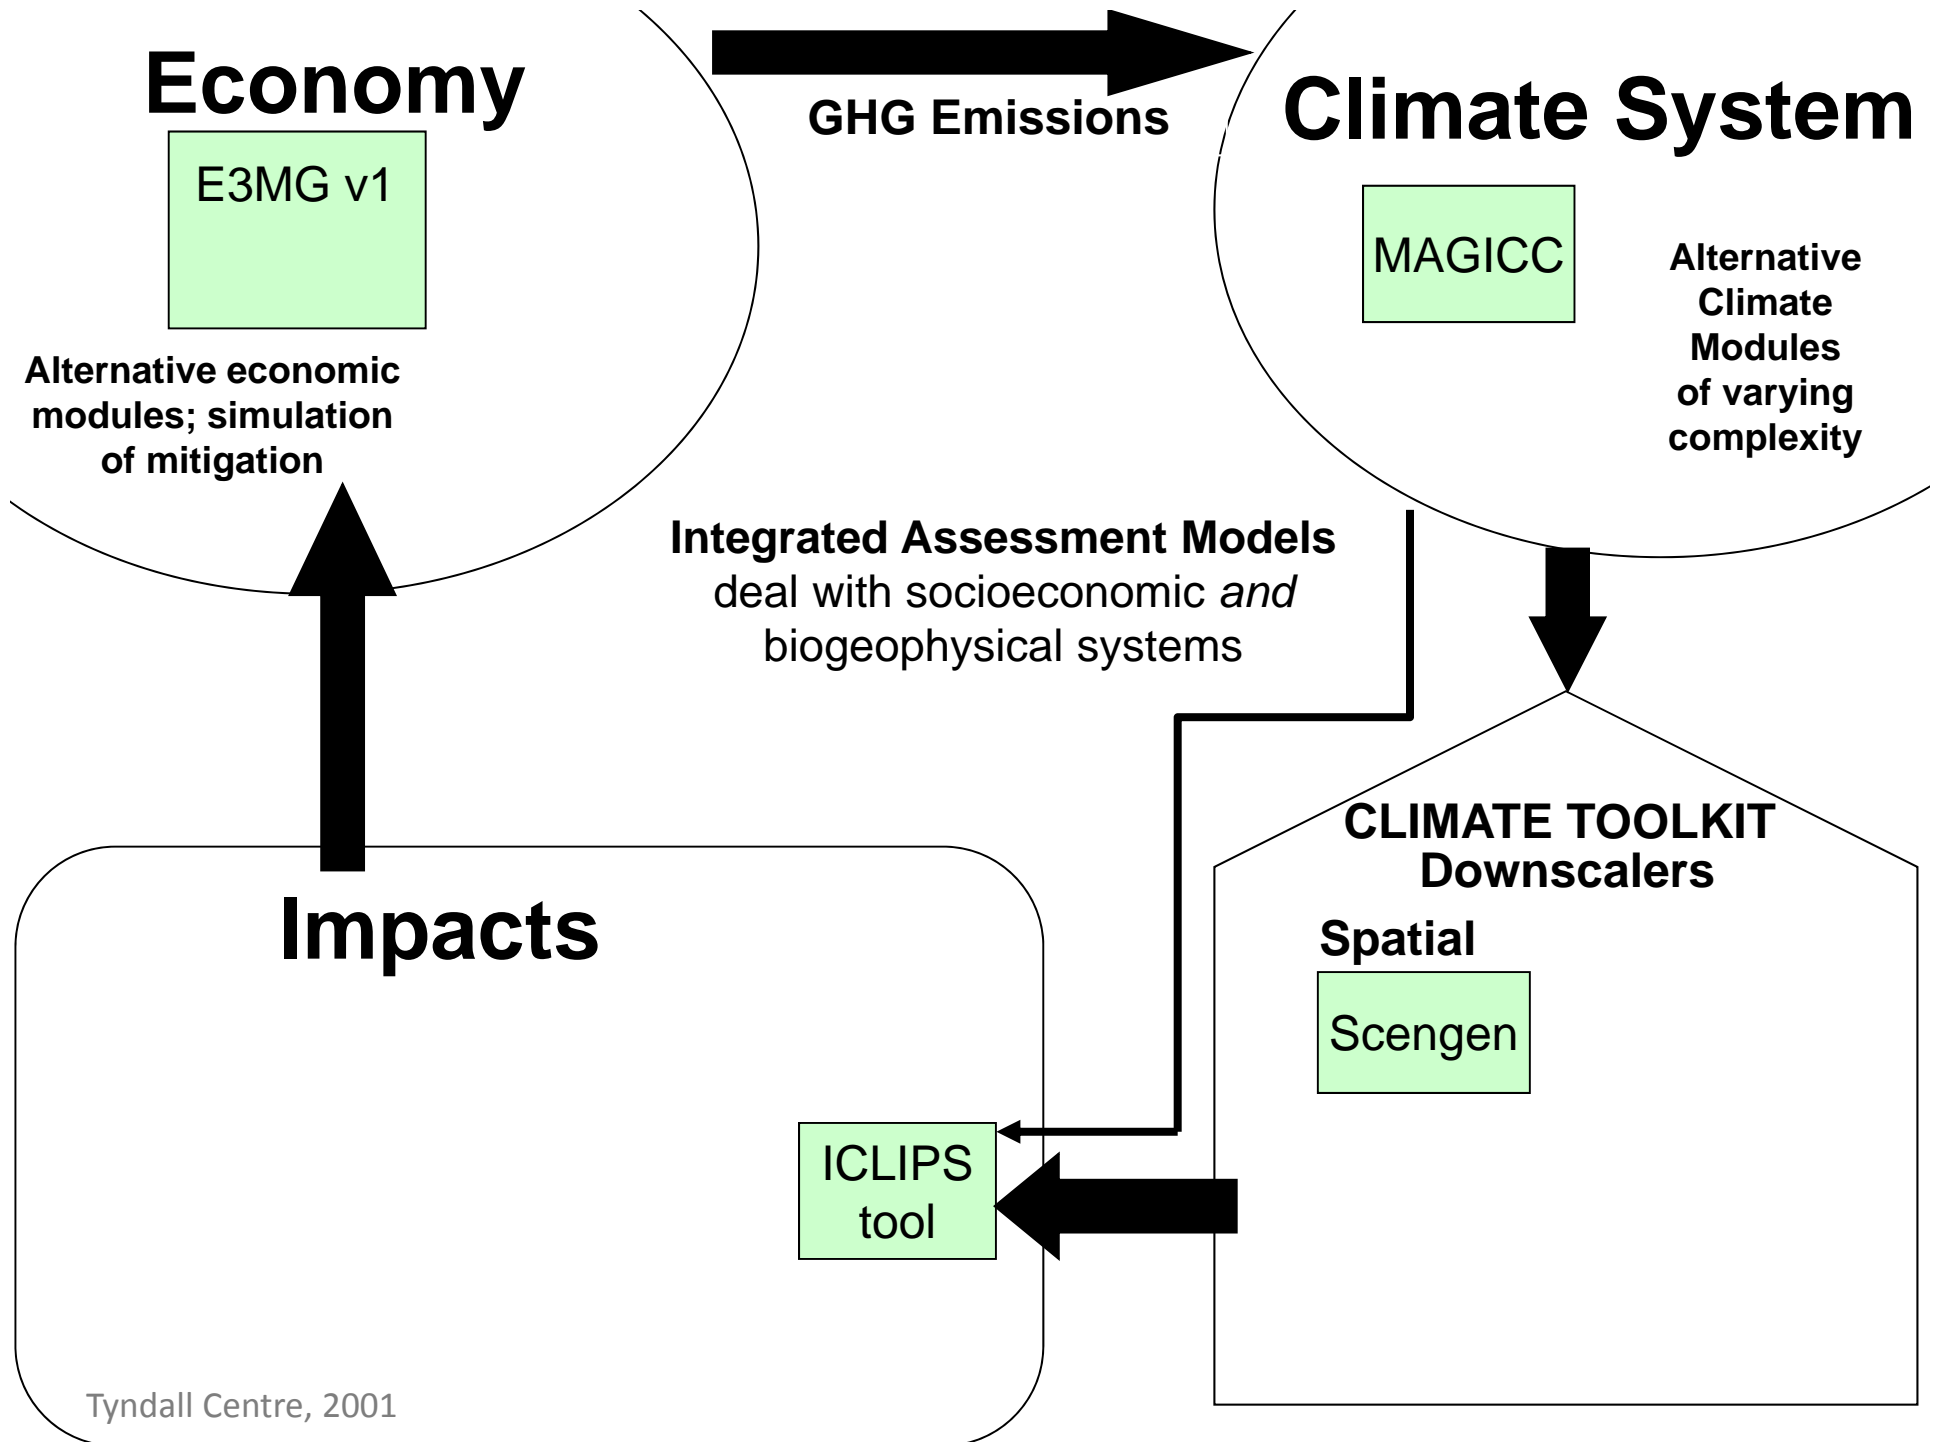 Economy
E3MG v1
Alternative economic
modules; simulation
of mitigation
GHG Emissions
Climate System
MAGICC
Alternative
Climate
Modules
of varying
complexity
Integrated Assessment Models
deal with socioeconomic and
biogeophysical systems
CLIMATE TOOLKIT
Downscalers
Spatial
Scengen
Impacts
ICLIPS
tool
Tyndall Centre, 2001